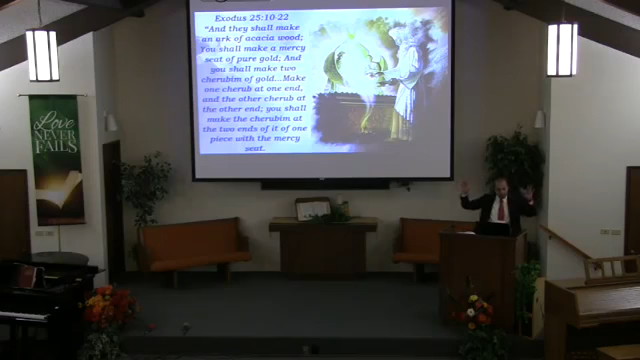 Exodus 25:10-22
"And they shall make
an ark of acacia wood;
You shall make a mercy
seat of pure gold; And
you shall make two
cherubim of gold...Make
one cherub at one end,
and the other cherub at
the other end; you shall
make the cherubim at
the two ends of it of one
piece with the mercy
seat.
Love
NEVER
FAILS